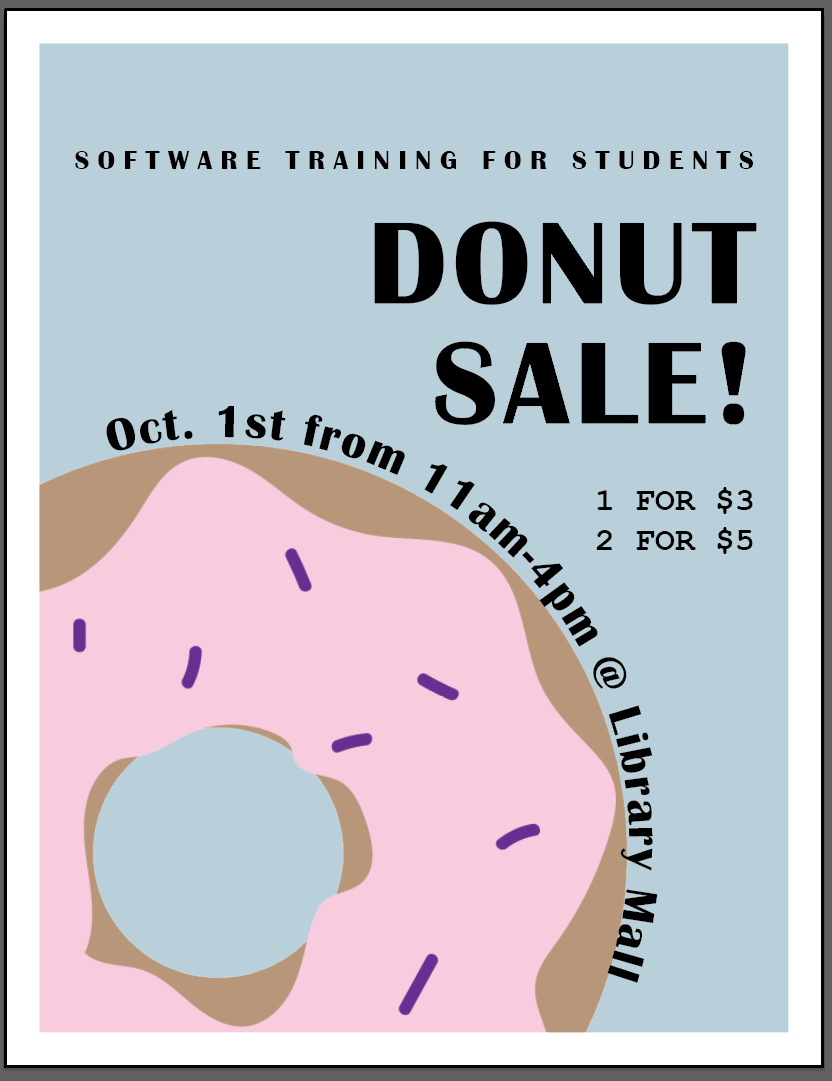 SOFTWARE TRAINING FOR STUDENTS
DONUT
SALE!
Oct. 1st from 11am-4pm @ Library Mall
1 FOR $3
2 FOR $5